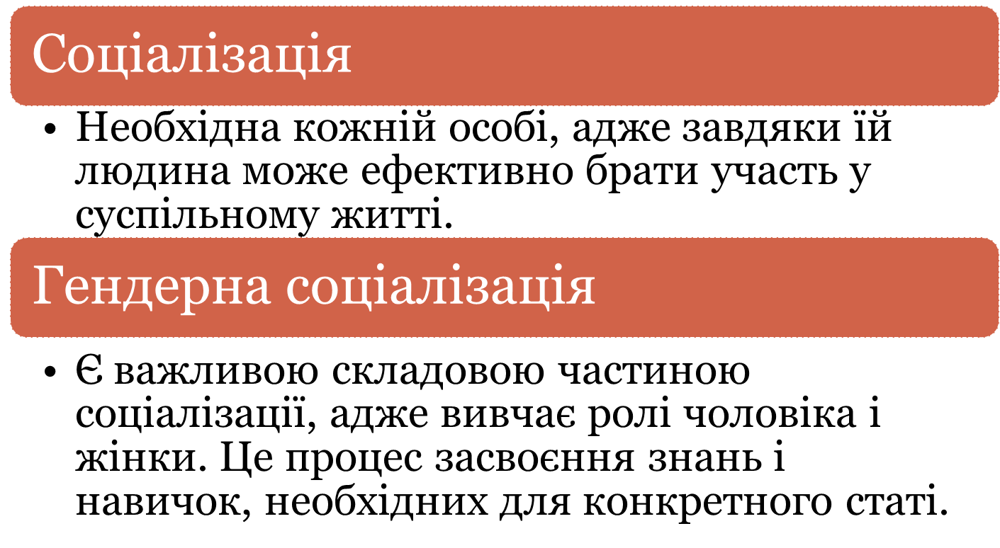 Соціалізація
• Необхідна кожній особі, адже завдяки їй
людина може ефективно брати участь у
суспільному житті.
Гендерна соціалізація
• Є важливою складовою частиною
соціалізації, адже вивчає ролі чоловіка і
жінки. Це процес засвоєння знань і
навичок, необхідних для конкретного статі.